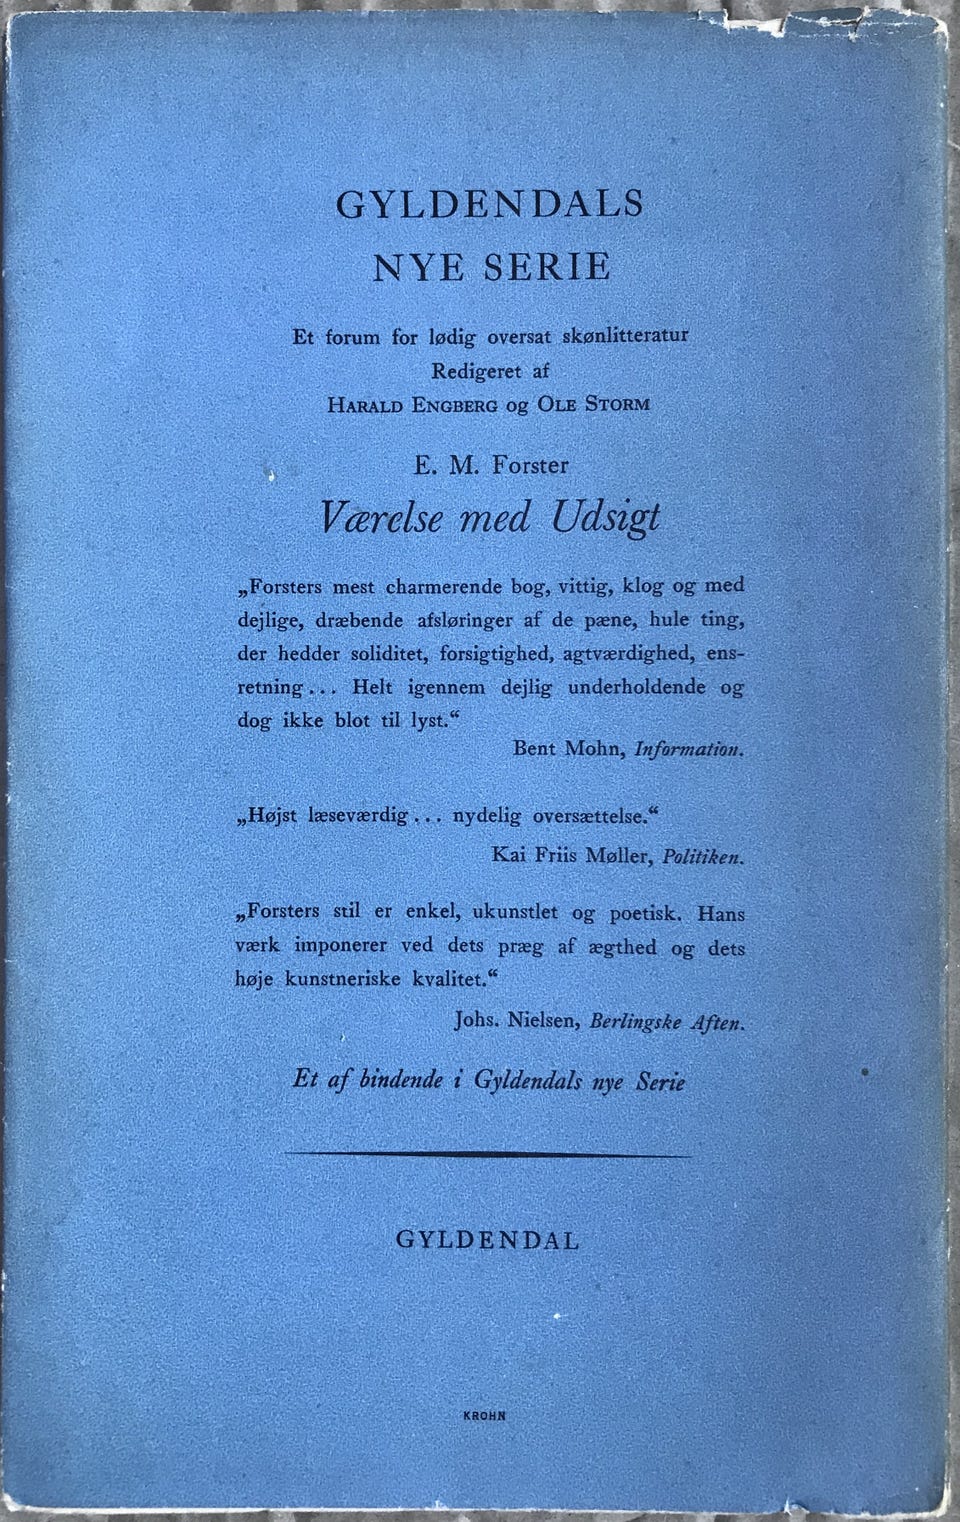 GYLDENDALS
NYE SERIE
Et forum for lødig oversat skønlitteratur
Redigeret af
HARALD ENGBERG og OLE STORM
E. M. Forster
Værelse med Udsigt
„Forsters mest charmerende bog, vittig, klog og med
dejlige, dræbende afsløringer af de pæne, hule ting,
der hedder soliditet, forsigtighed, agtværdighed, ens-
retning... Helt igennem dejlig underholdende og
dog ikke blot til lyst.“
Bent Mohn, Information.
„Højst læseværdig... nydelig oversættelse.“
Kai Friis Møller, Politiken.
„Forsters stil er enkel, ukunstlet og poetisk. Hans
værk imponerer ved dets præg af ægthed og dets
høje kunstneriske kvalitet.“
Johs. Nielsen, Berlingske Aften.
Et af bindende i Gyldendals nye Serie
GYLDENDAL
KROHN